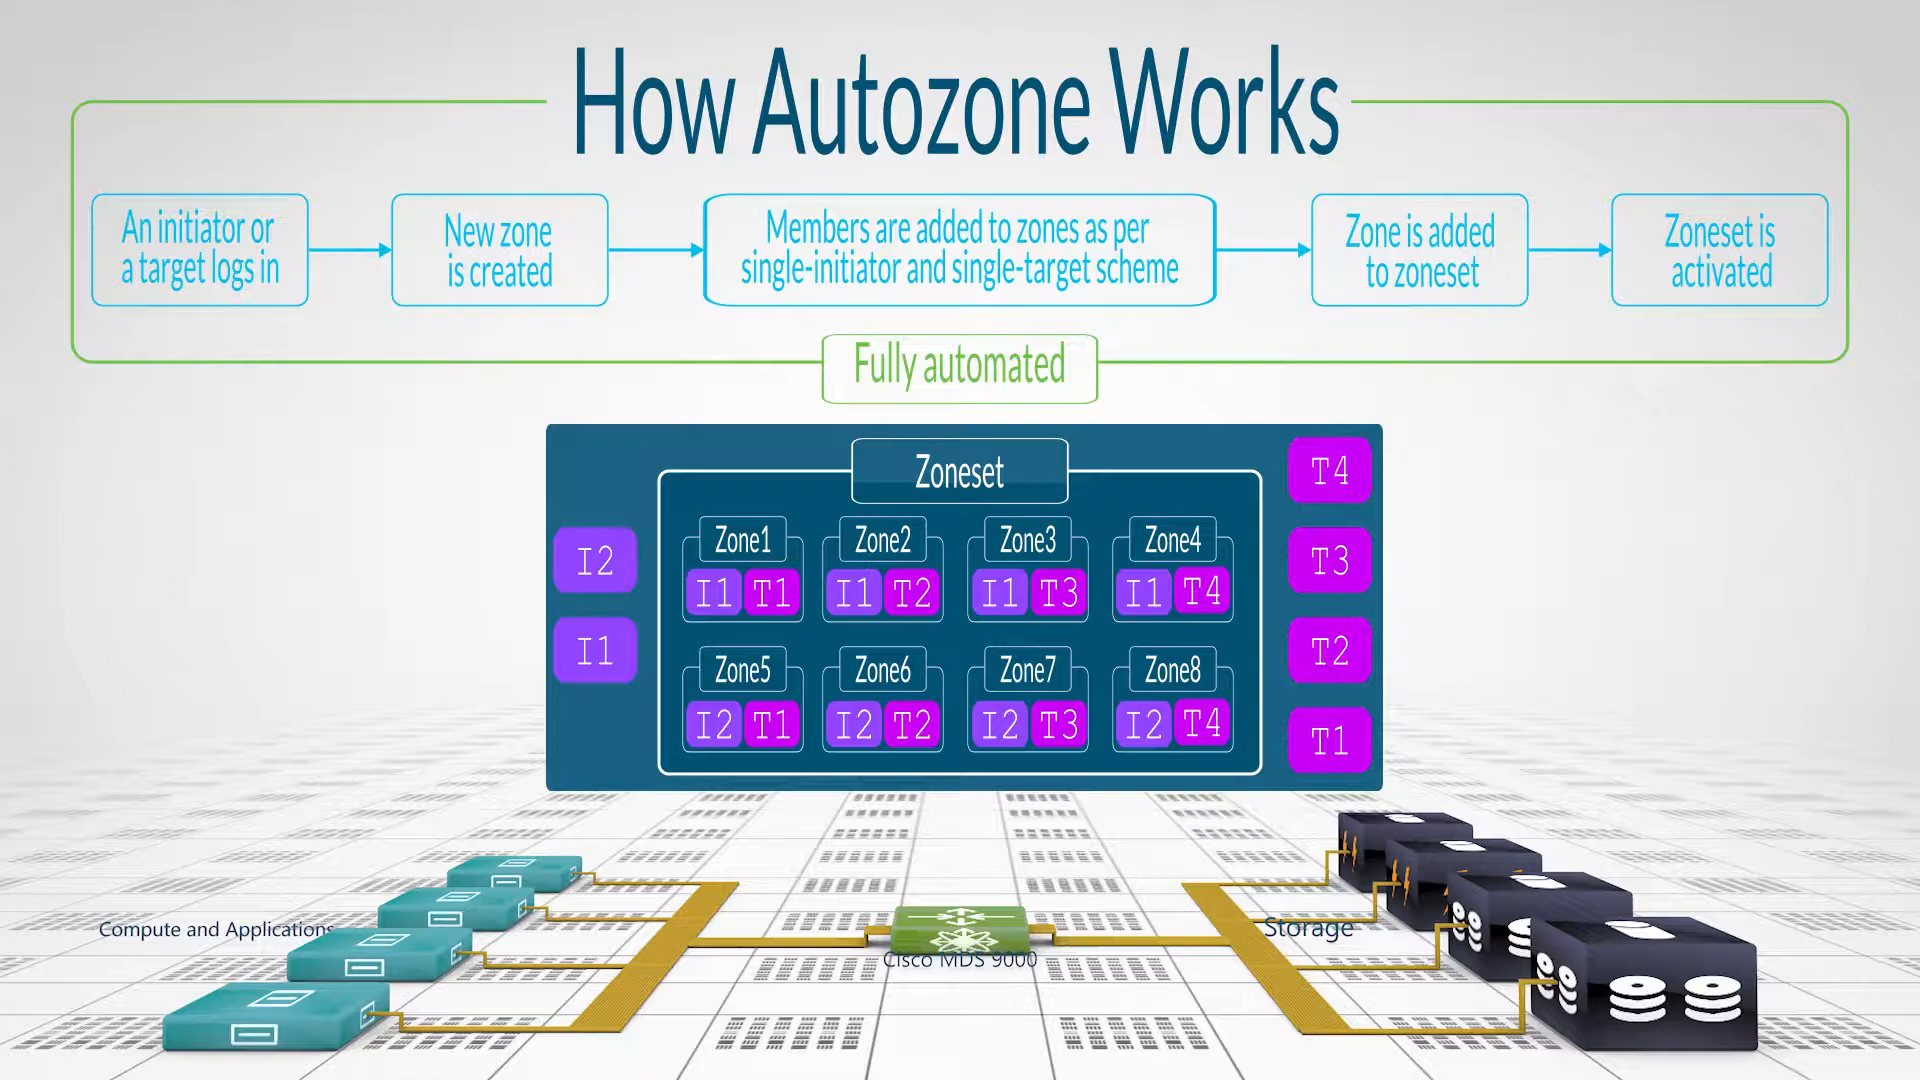 How Autozone Works
An initiator or
a target logs in
New zone
is created
Members are added to zones as per
single-initiator and single-target scheme
Zone is added
to zoneset
Zoneset is
activated
Fully automated
Zoneset
I2
I1
Zone1
I1 T1
Zone2
I1 T2
Zone3
I1 T3
Zone4
I1 T4
Zone5
I2 T1
Zone6
I2 T2
Zone7
I2 T3
Zone8
I2 T4
T4
T3
T2
T1
Compute and Applications
Cisco MDS 9000
Storage